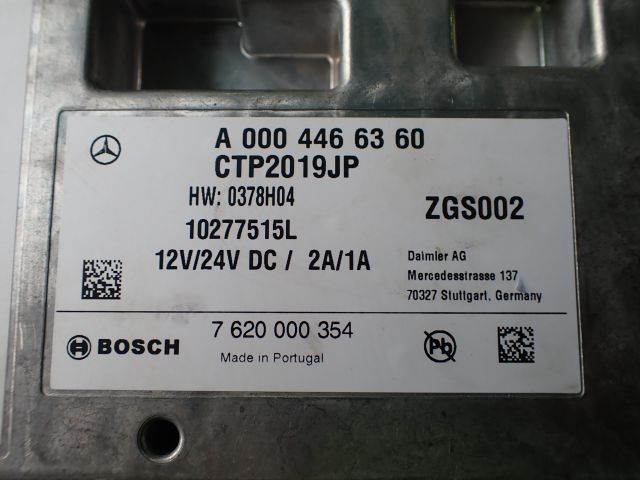 A 000 446 63 60
CTP2019JP
HW: 0378H04
10277515L
12V/24V DC / 2A/1A
ZGS002
Daimler AG
Mercedesstrasse 137
70327 Stuttgart, Germany
BOSCH
7 620 000 354
Made in Portugal
Pb